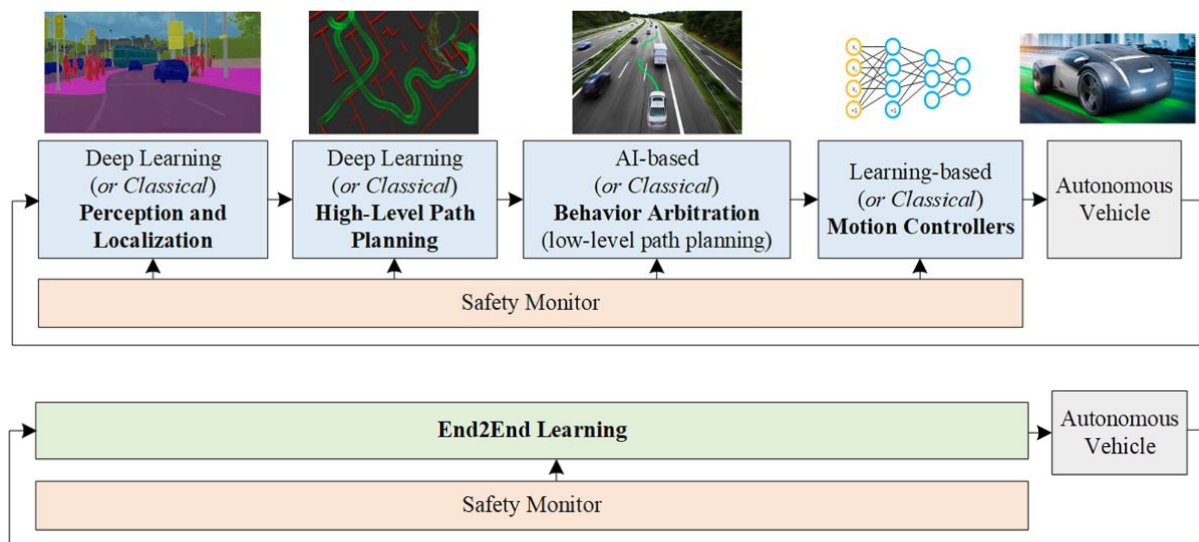 Deep Learning
(or Classical)
Perception and
Localization
Deep Learning
(or Classical)
High-Level Path
Planning
AI-based
(or Classical)
Behavior Arbitration
(low-level path planning)
Learning-based
(or Classical)
Motion Controllers
Autonomous
Vehicle
Safety Monitor
End2End Learning
Autonomous
Vehicle
Safety Monitor